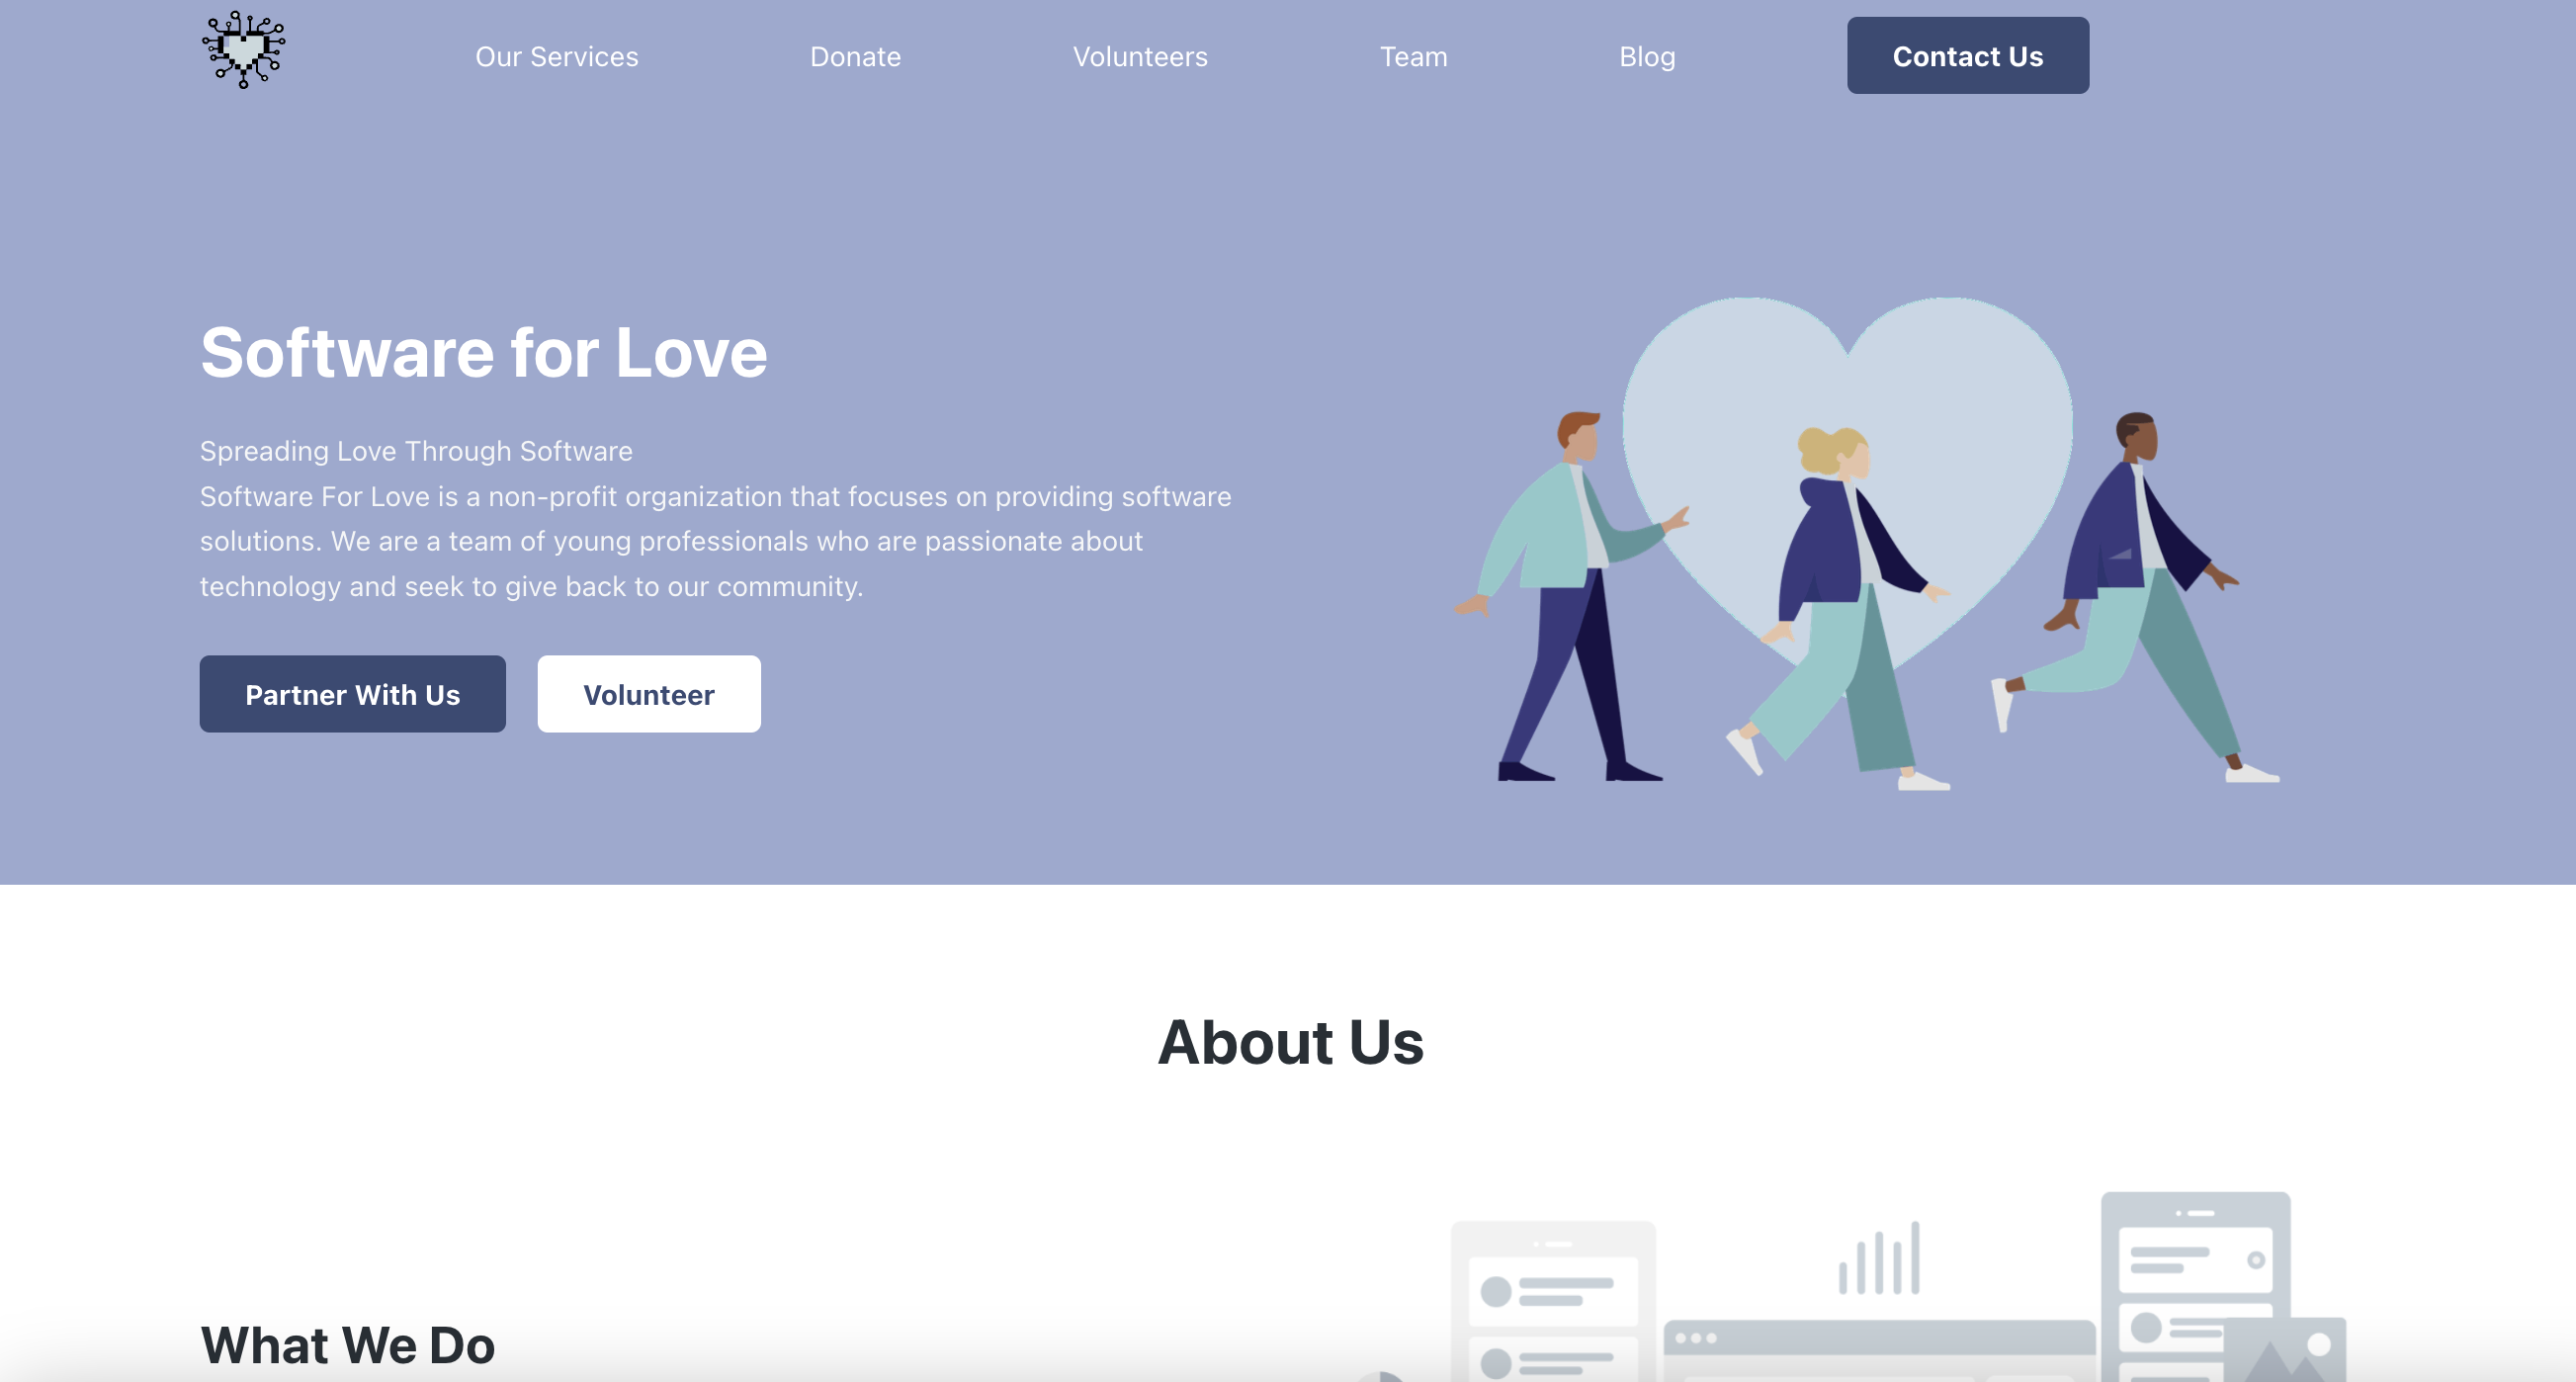 Our Services
Donate
Volunteers
Team
Blog
Contact Us
Software for Love
Spreading Love Through Software
Software For Love is a non-profit organization that focuses on providing software
solutions. We are a team of young professionals who are passionate about
technology and seek to give back to our community.
Partner With Us
Volunteer
About Us
What We Do